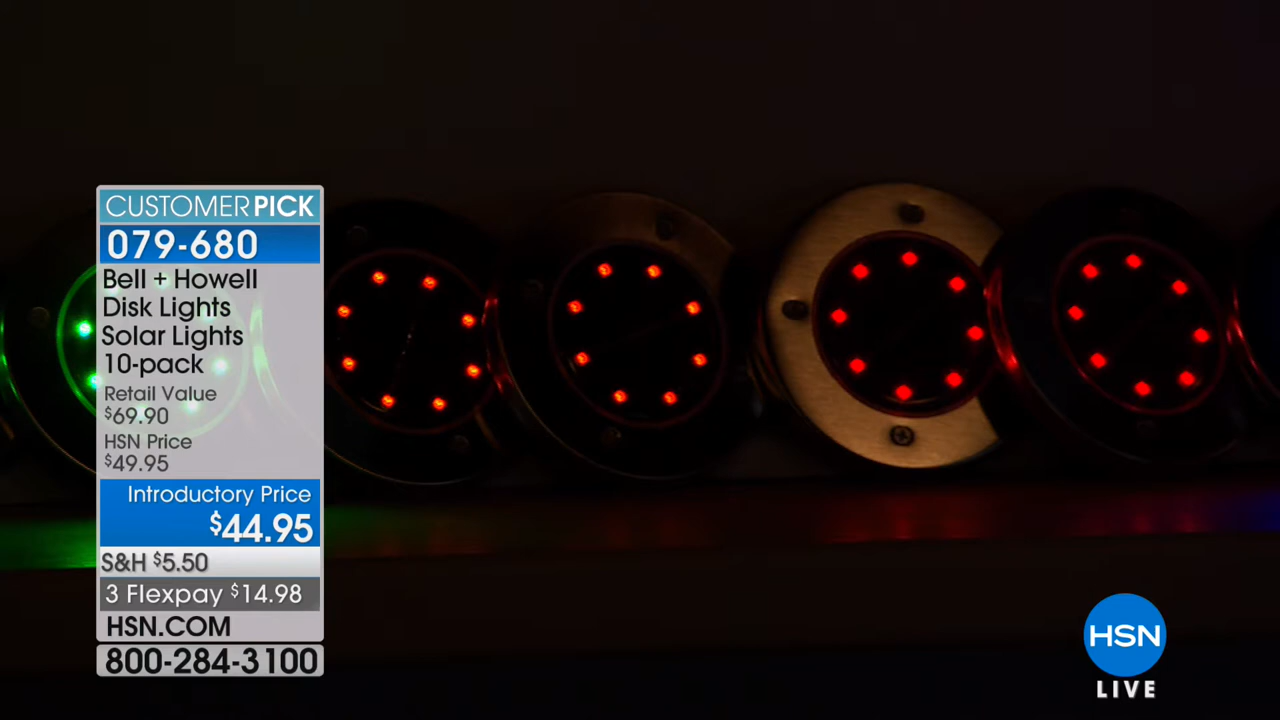 CUSTOMERPICK
079-680
Bell + Howell
Disk Lights
Solar Lights
10-pack
Retail Value
$69.90
HSN Price
$49.95
Introductory Price
$44.95
S&H $5.50
3 Flexpay $14.98
HSN.COM
800-284-3100
HSN
LIVE